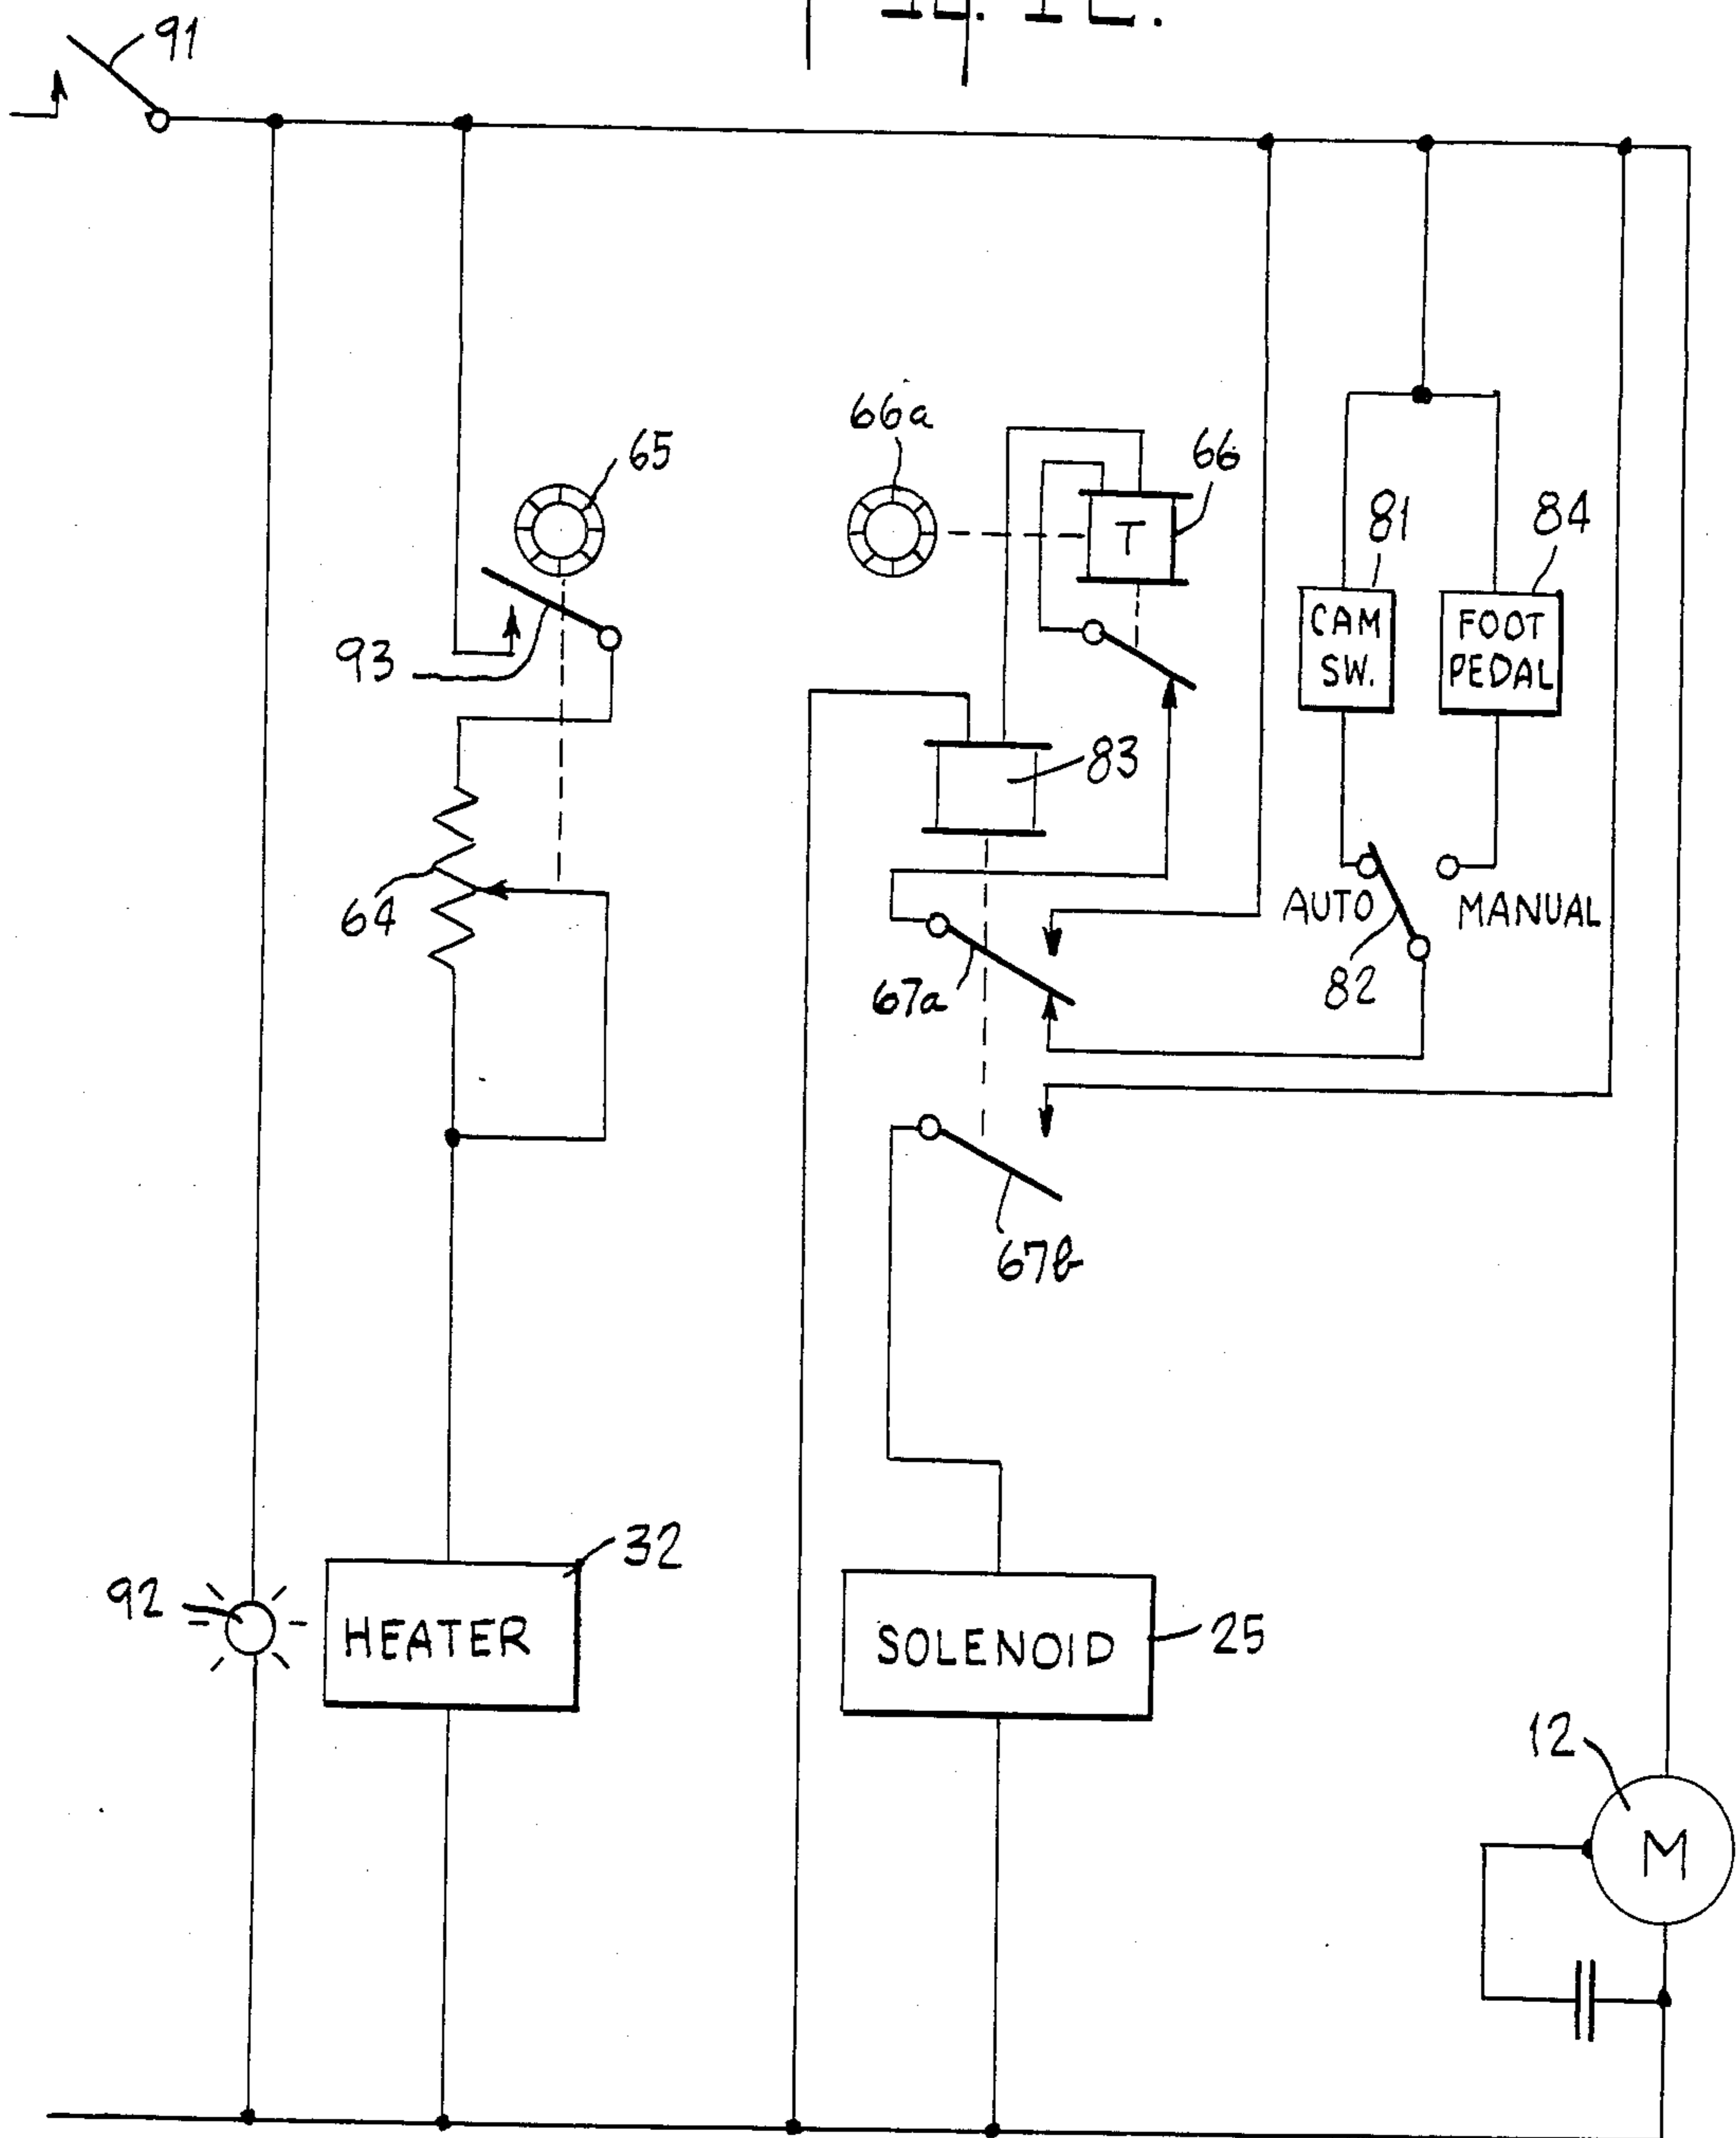 91
65
66a
66
81
84
CAM
SW.
FOOT
PEDAL
93
83
64
AUTO
MANUAL
82
67a
67b
T
92
HEATER
32
SOLENOID
25
12
M